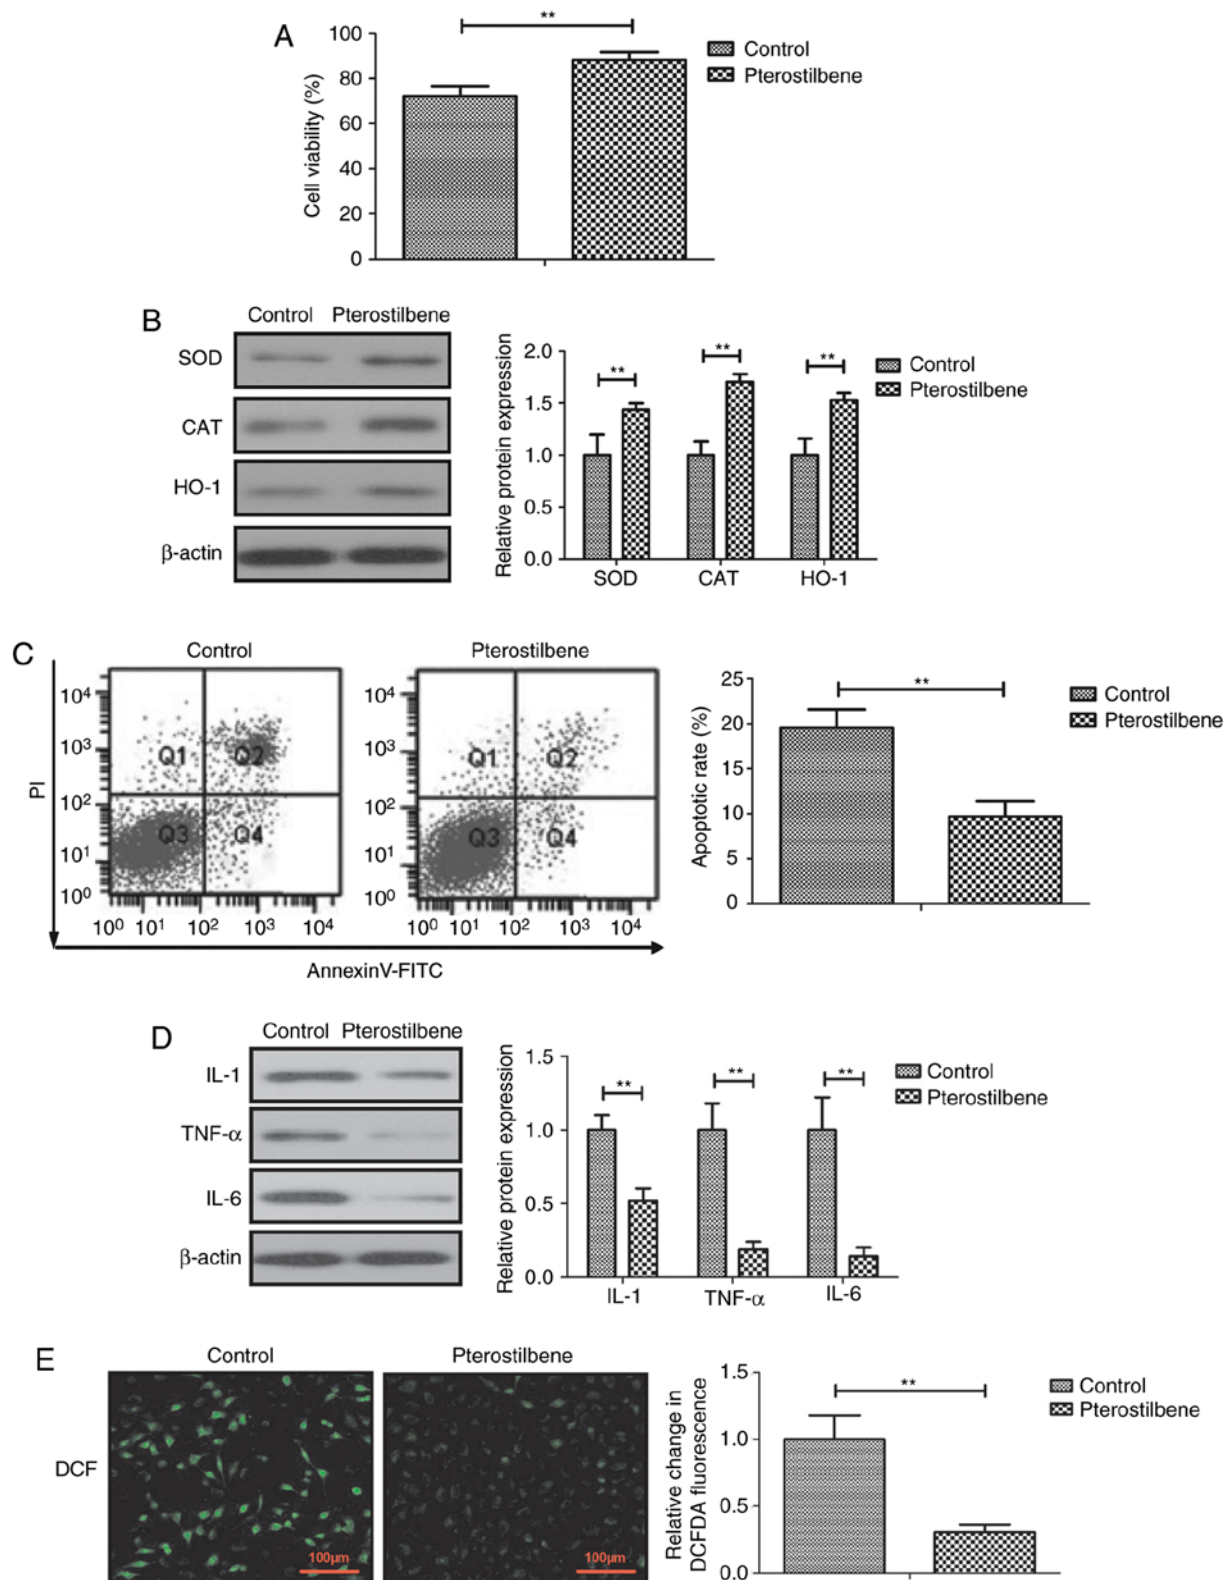 A
**
Control
Pterostilbene
Cell viability (%)
100
80
60
40
20
0
B
Control Pterostilbene
SOD
CAT
HO-1
β-actin
Relative protein expression
2.0
1.5
1.0
0.5
0.0
** ** **
SOD CAT HO-1
Control
Pterostilbene
C
Control Pterostilbene
PI
10⁴
10³
10²
10¹
10⁰
Q1 Q2
Q3 Q4
10⁰ 10¹ 10² 10³ 10⁴
10⁴
10³
10²
10¹
10⁰
Q1 Q2
Q3 Q4
10⁰ 10¹ 10² 10³ 10⁴
AnnexinV-FITC
Apoptotic rate (%)
25
20
15
10
5
0
**
Control
Pterostilbene
D
Control Pterostilbene
IL-1
TNF-α
IL-6
β-actin
Relative protein expression
1.5
1.0
0.5
0.0
** ** **
IL-1 TNF-α IL-6
Control
Pterostilbene
E
Control Pterostilbene
DCF
100μm
100μm
Relative change in
DCFDA fluorescence
1.5
1.0
0.5
0.0
**
Control
Pterostilbene